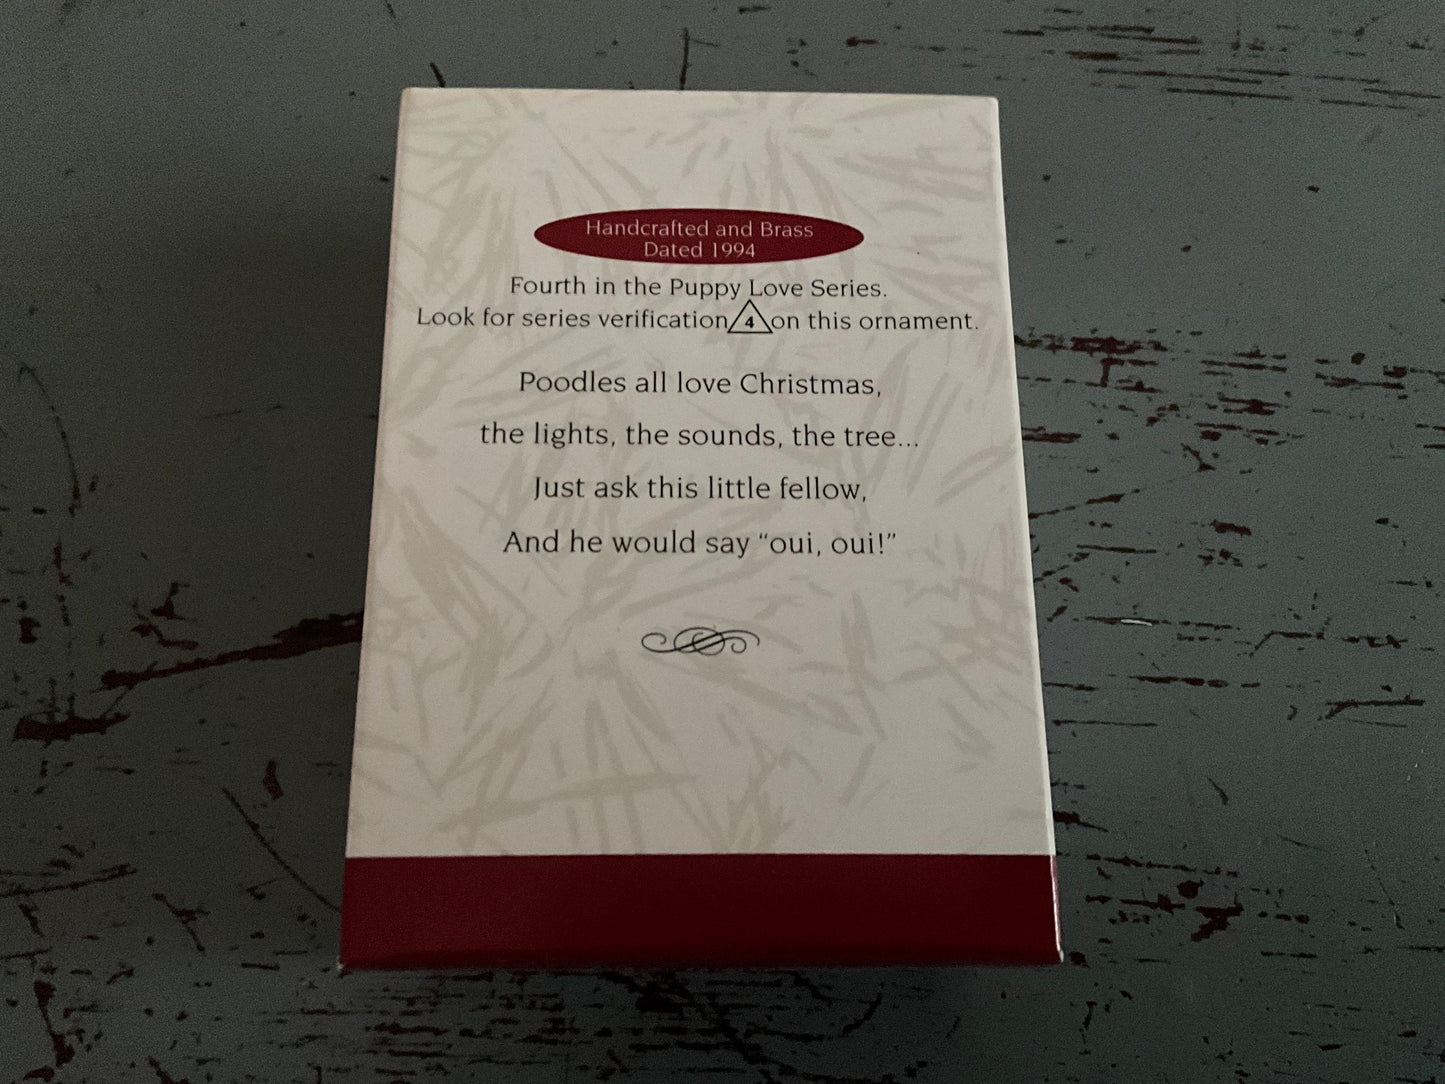 Handcrafted and Brass
Dated 1994
Fourth in the Puppy Love Series.
Look for series verification 4 on this ornament.
Poodles all love Christmas,
the lights, the sounds, the tree...
Just ask this little fellow,
And he would say “oui, oui!”